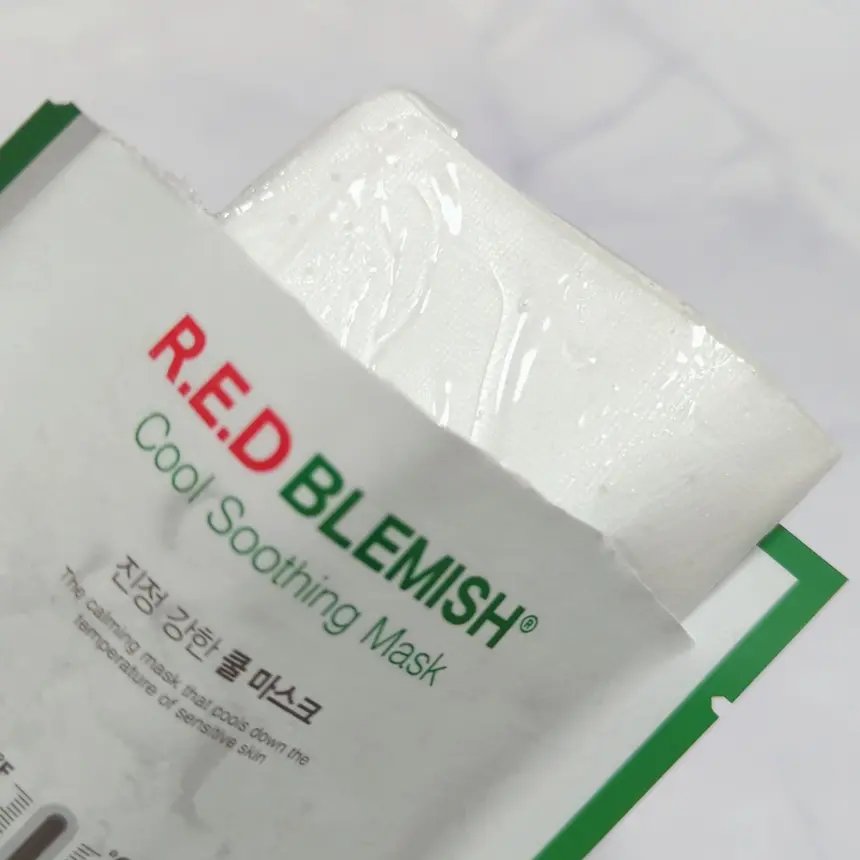 R.E.D BLEMISH®
Cool Soothing Mask
진정 강한 쿨 마스크
The calming mask that cools down the
temperature of sensitive skin